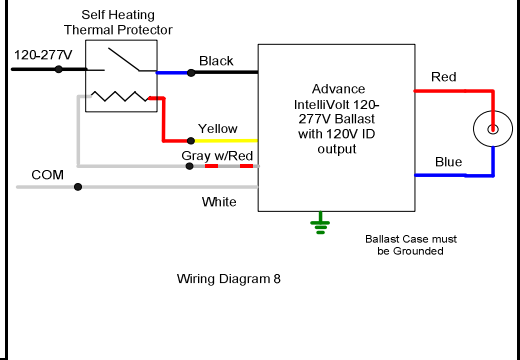 Self Heating
Thermal Protector
120-277V
Black
Advance
IntelliVolt 120-
277V Ballast
with 120V ID
output
Red
Yellow
Gray w/Red
Blue
COM
White
Ballast Case must
be Grounded
Wiring Diagram 8